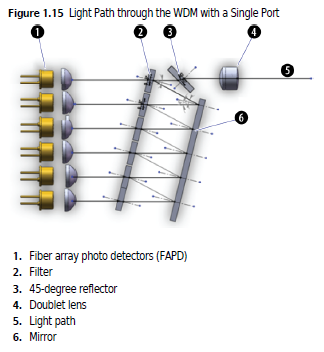 Figure 1.15 Light Path through the WDM with a Single Port
1 2 3 4
5
6
1. Fiber array photo detectors (FAPD)
2. Filter
3. 45-degree reflector
4. Doublet lens
5. Light path
6. Mirror